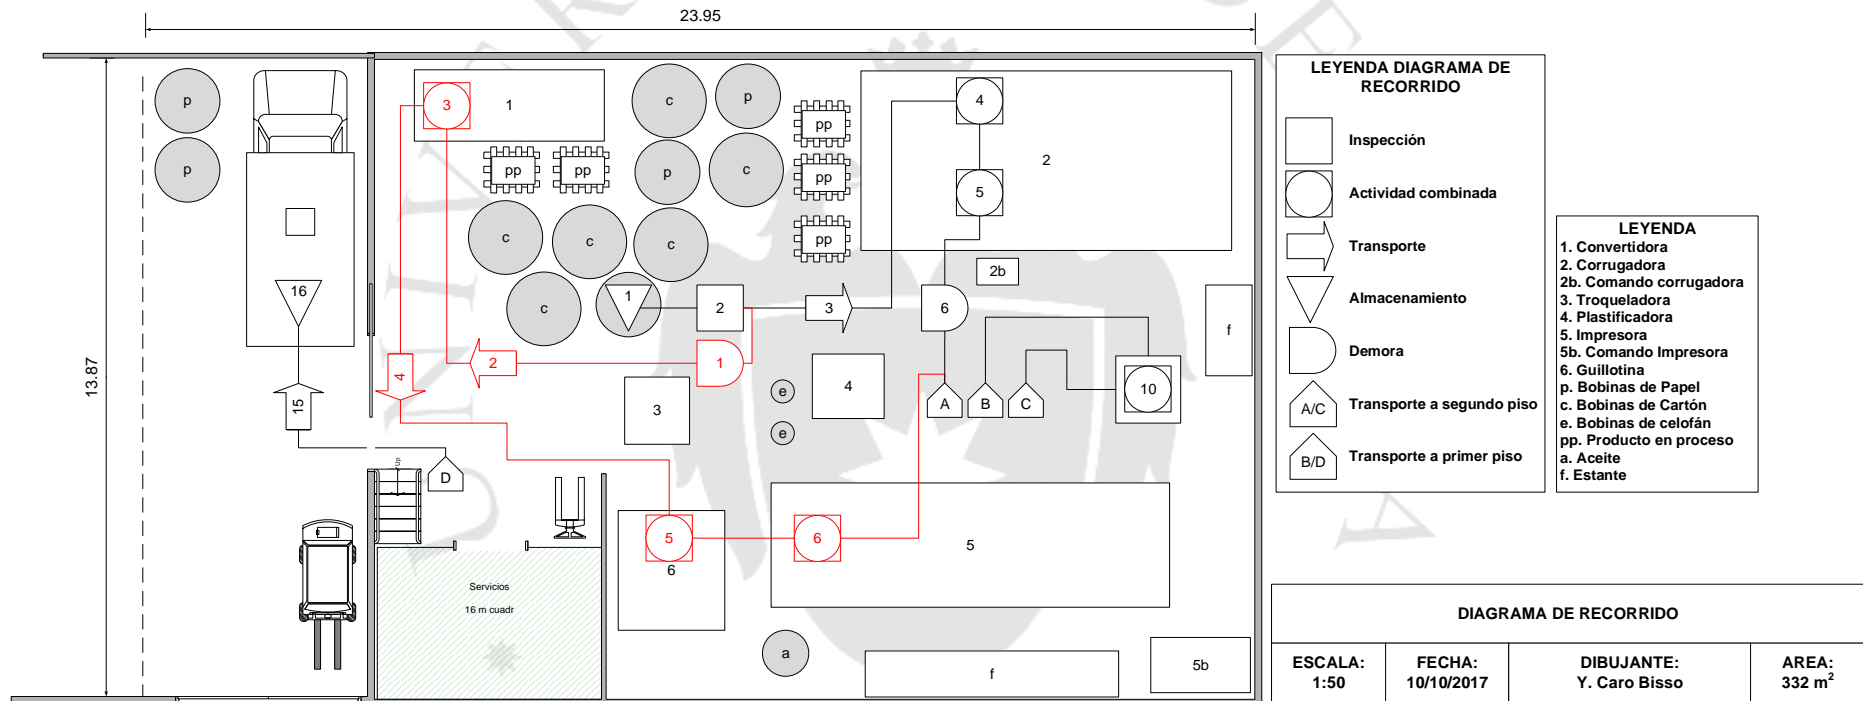 23.95
13.87
p
p
16
15
D
Up
3
1
c
p
p
c
pp
pp
c
c
c
c
1
2
3
pp
pp
pp
4
5
2
2b
6
f
2
1
4
3
4
e
e
A
B
C
10
5
6
6
5
Servicios
16 m cuadr
a
f
5b
LEYENDA DIAGRAMA DE
RECORRIDO
Inspección
Actividad combinada
Transporte
Almacenamiento
Demora
A/C Transporte a segundo piso
B/D Transporte a primer piso
LEYENDA
1. Convertidora
2. Corrugadora
2b. Comando corrugadora
3. Troqueladora
4. Plastificadora
5. Impresora
5b. Comando Impresora
6. Guillotina
p. Bobinas de Papel
c. Bobinas de Cartón
e. Bobinas de celofán
pp. Producto en proceso
a. Aceite
f. Estante
DIAGRAMA DE RECORRIDO
ESCALA:
1:50
FECHA:
10/10/2017
DIBUJANTE:
Y. Caro Bisso
AREA:
332 m²